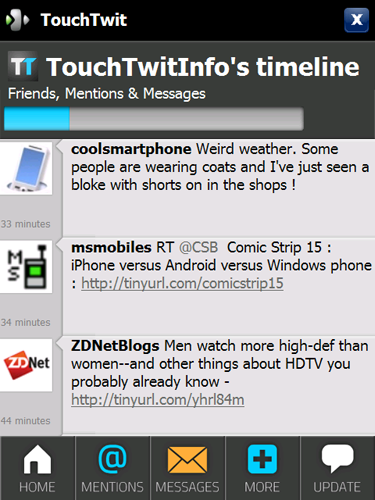 TouchTwit
X
TT TouchTwitInfo's timeline
Friends, Mentions & Messages
coolsmartphone Weird weather. Some
people are wearing coats and I've just seen a
bloke with shorts on in the shops !
33 minutes
msmobiles RT @CSB Comic Strip 15 :
iPhone versus Android versus Windows phone
: http://tinyurl.com/comicstrip15
MS
34 minutes
ZDNetBlogs Men watch more high-def than
women--and other things about HDTV you
probably already know -
http://tinyurl.com/yhrl84m
ZDNet
44 minutes
@
HOME MENTIONS MESSAGES MORE UPDATE